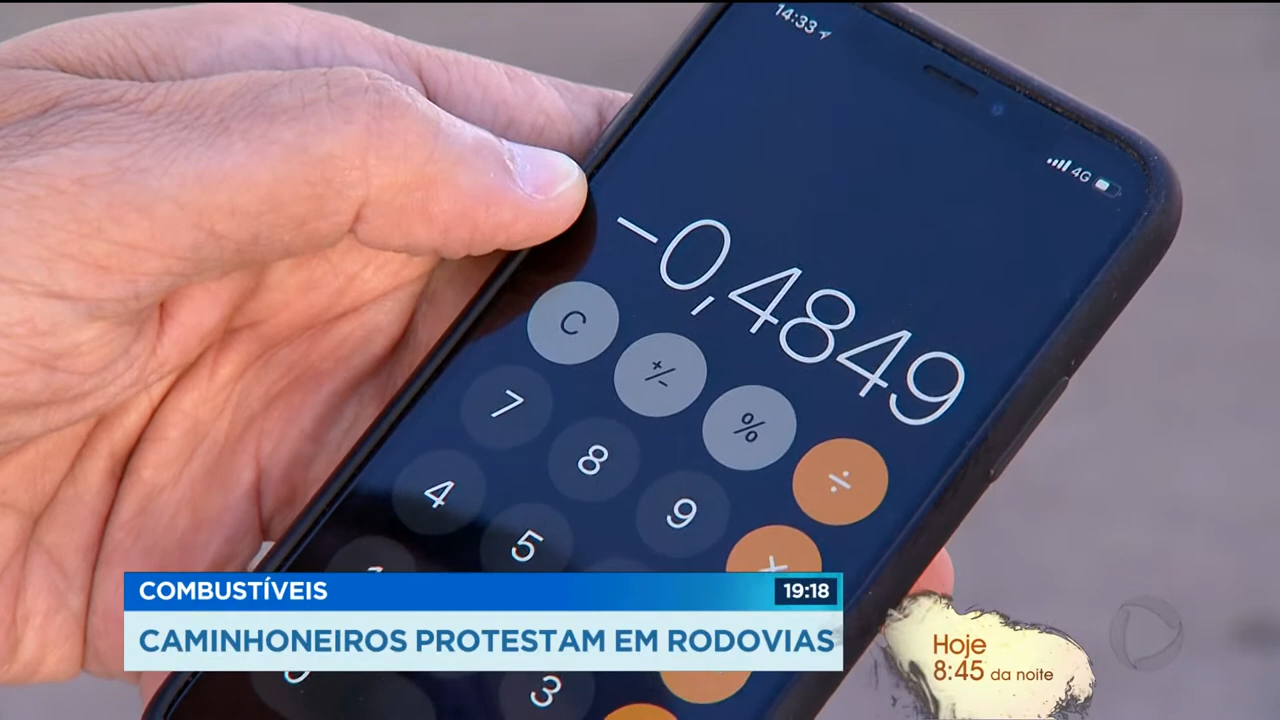 14:33
4G
-0,4849
C +/- % ÷
7 8 9 ×
4 5
3
COMBUSTÍVEIS 19:18
CAMINHONEIROS PROTESTAM EM RODOVIAS
Hoje
8:45 da noite